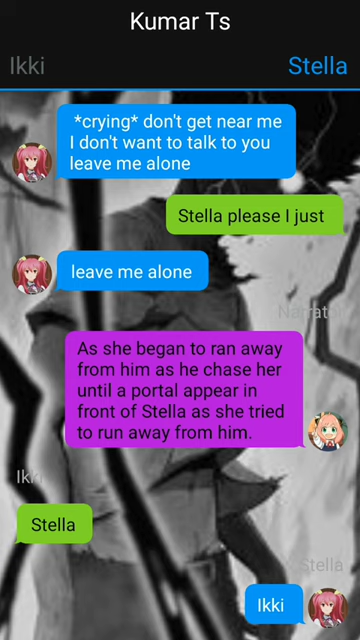 Kumar Ts
Ikki
Stella
*crying* don't get near me
I don't want to talk to you
leave me alone
Stella please I just
leave me alone
Narrator
As she began to ran away
from him as he chase her
until a portal appear in
front of Stella as she tried
to run away from him.
Ikki
Stella
Stella
Ikki